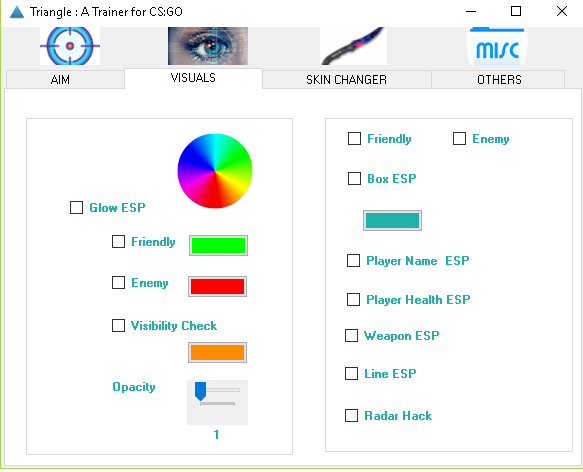 Triangle : A Trainer for CS:GO
MISC
AIM
VISUALS
SKIN CHANGER
OTHERS
Glow ESP
Friendly
Enemy
Visibility Check
Opacity
1
Friendly
Enemy
Box ESP
Player Name ESP
Player Health ESP
Weapon ESP
Line ESP
Radar Hack